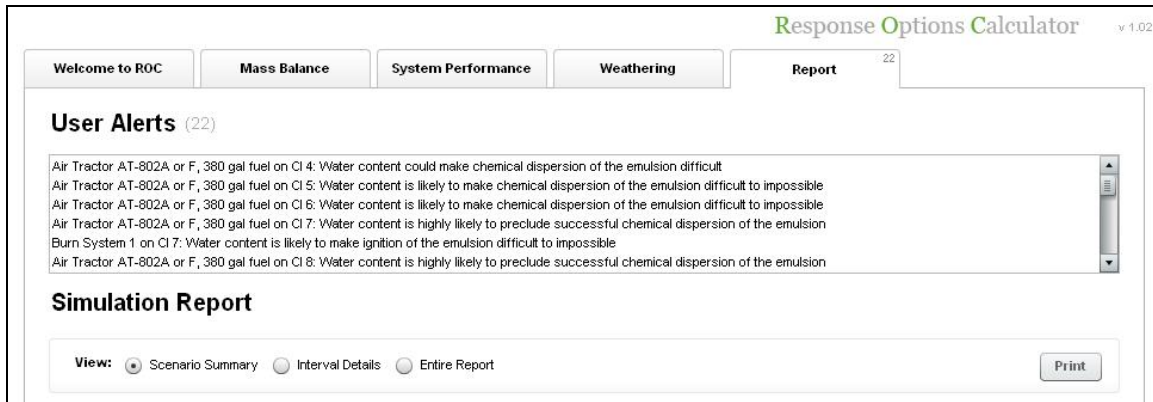 Response Options Calculator v 1.02
Welcome to ROC Mass Balance System Performance Weathering Report 22
User Alerts (22)
Air Tractor AT-802A or F, 380 gal fuel on CI 4: Water content could make chemical dispersion of the emulsion difficult
Air Tractor AT-802A or F, 380 gal fuel on CI 5: Water content is likely to make chemical dispersion of the emulsion difficult to impossible
Air Tractor AT-802A or F, 380 gal fuel on CI 6: Water content is likely to make chemical dispersion of the emulsion difficult to impossible
Air Tractor AT-802A or F, 380 gal fuel on CI 7: Water content is highly likely to preclude successful chemical dispersion of the emulsion
Burn System 1 on CI 7: Water content is likely to make ignition of the emulsion difficult to impossible
Air Tractor AT-802A or F, 380 gal fuel on CI 8: Water content is highly likely to preclude successful chemical dispersion of the emulsion
Simulation Report
View: Scenario Summary Interval Details Entire Report Print